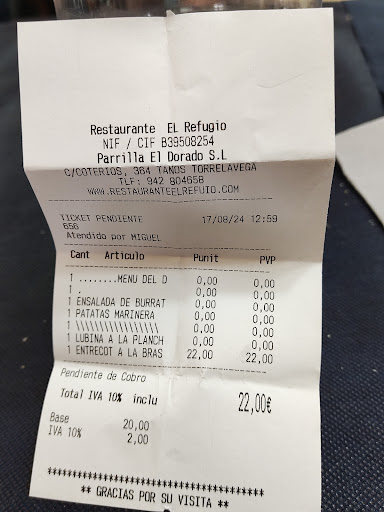 Restaurante EL Refugio
NIF / CIF B39508254
Parrilla El Dorado S.L
C/COTERIOS, 364 TANOS TORRELAVEGA
TLF: 942 804658
WWW.RESTAURANTEELREFUIO.COM
TICKET PENDIENTE 17/08/24 12:59
656
Atendido por MIGUEL
Cant Artículo Punit PVP
1 ........MENU DEL D 0,00 0,00
1 . 0,00 0,00
1 ENSALADA DE BURRAT 0,00 0,00
1 PATATAS MARINERA 0,00 0,00
1 \\\\\\\\\\\\\\\\\\ 0,00 0,00
1 LUBINA A LA PLANCH 0,00 0,00
1 ENTRECOT A LA BRAS 22,00 22,00
Pendiente de Cobro
Total IVA 10% inclu 22,00€
Base 20,00
IVA 10% 2,00
****************************************
** GRACIAS POR SU VISITA **